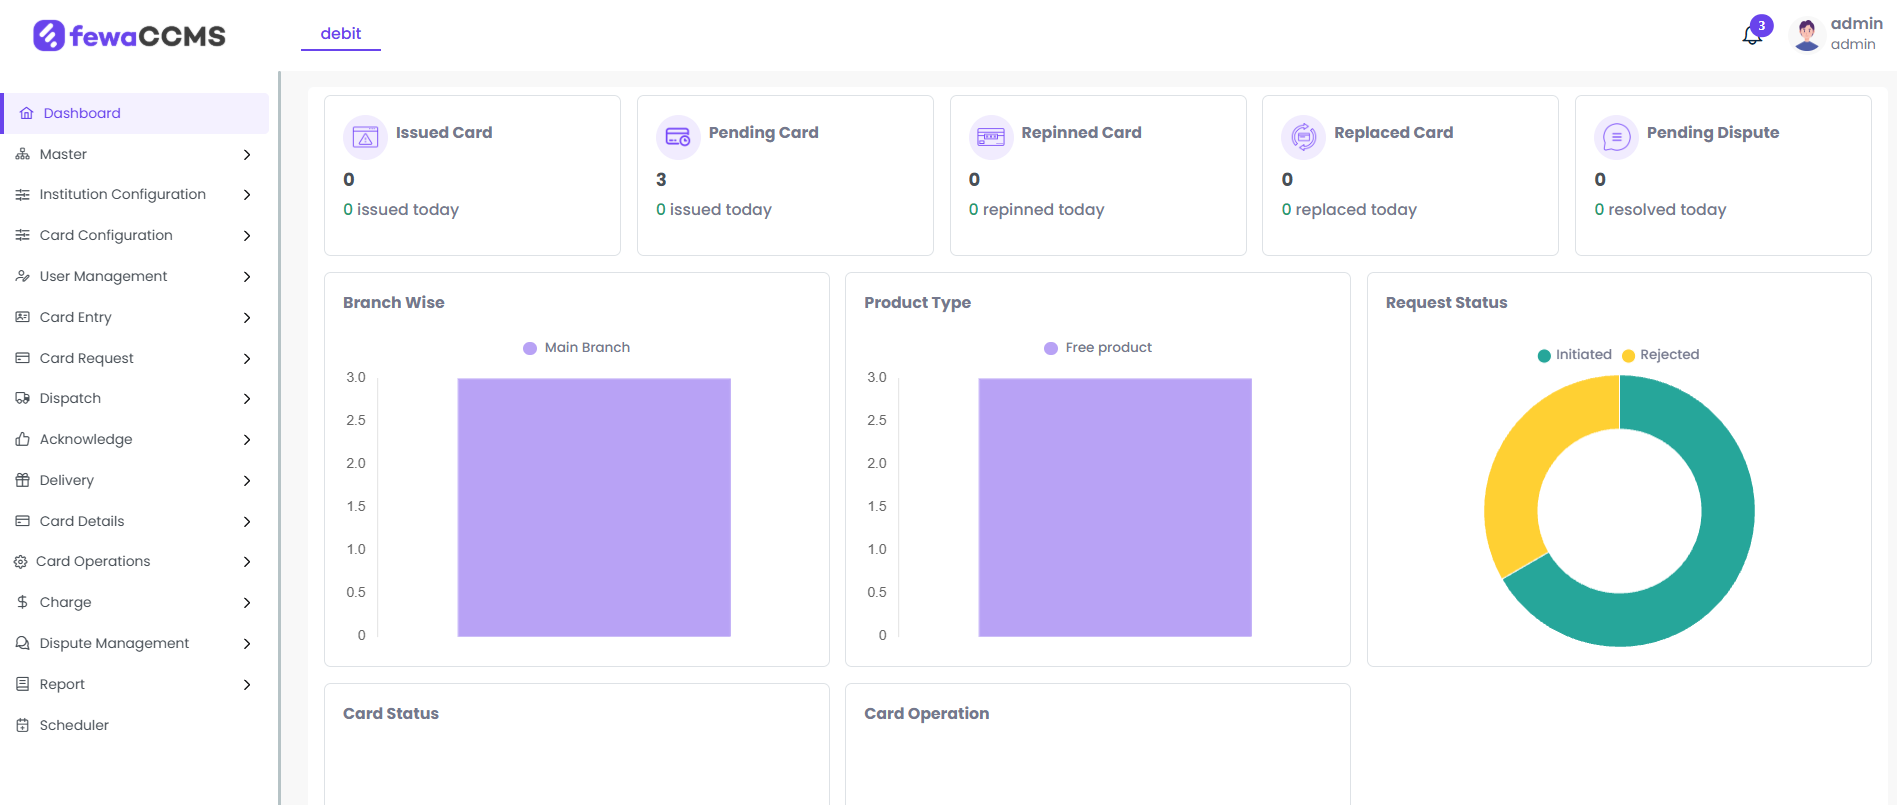 fewaCCMS
debit
3
admin
admin
Dashboard
Master
Institution Configuration
Card Configuration
User Management
Card Entry
Card Request
Dispatch
Acknowledge
Delivery
Card Details
Card Operations
Charge
Dispute Management
Report
Scheduler
Issued Card
0
0 issued today
Pending Card
3
0 issued today
Repinned Card
0
0 repinned today
Replaced Card
0
0 replaced today
Pending Dispute
0
0 resolved today
Branch Wise
Main Branch
3.0
2.5
2.0
1.5
1.0
0.5
0
Product Type
Free product
3.0
2.5
2.0
1.5
1.0
0.5
0
Request Status
Initiated Rejected
Card Status
Card Operation